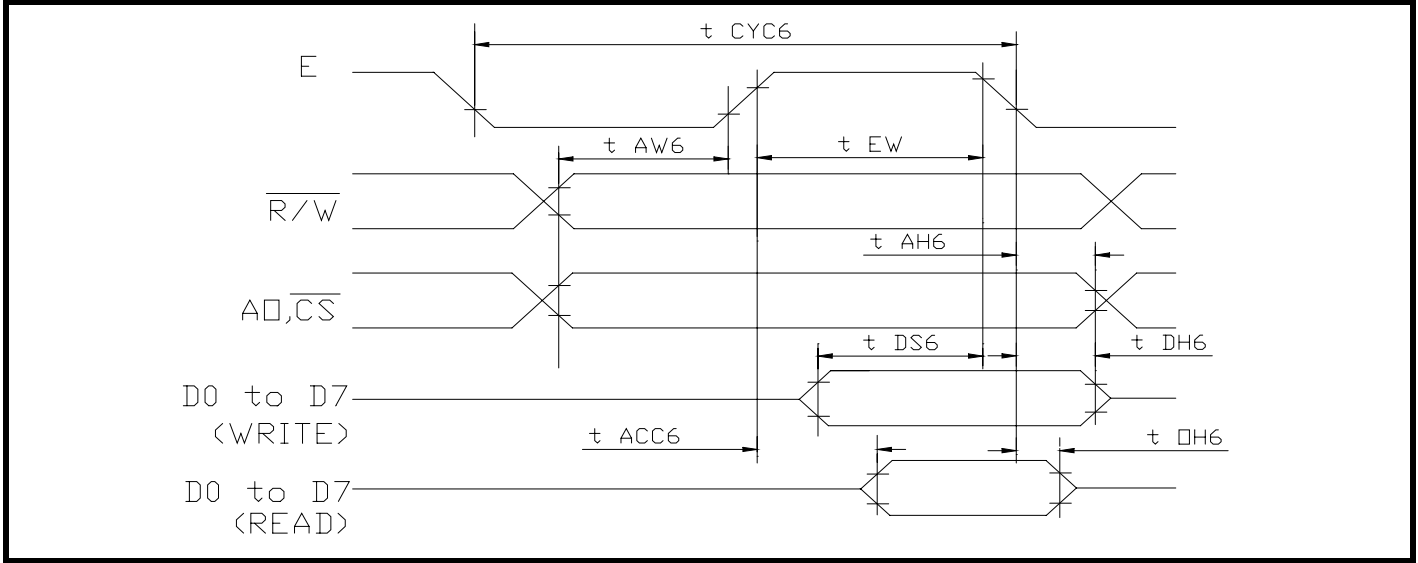 t CYC6
E
t AW6
t EW
R/W
t AH6
A0,CS
t DS6
t DH6
D0 to D7
(WRITE)
t ACC6
t OH6
D0 to D7
(READ)